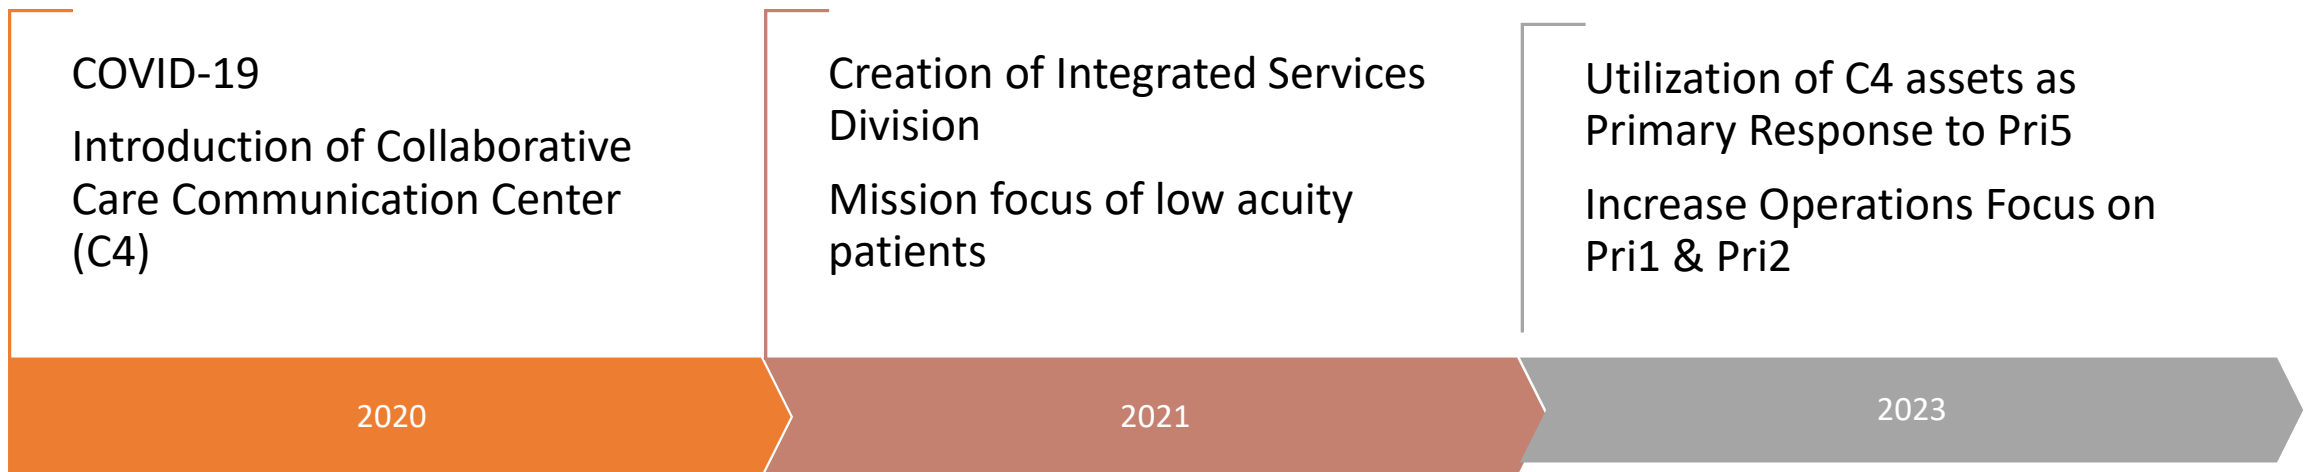 COVID-19
Introduction of Collaborative
Care Communication Center
(C4)
2020
Creation of Integrated Services
Division
Mission focus of low acuity
patients
2021
Utilization of C4 assets as
Primary Response to Pri5
Increase Operations Focus on
Pri1 & Pri2
2023